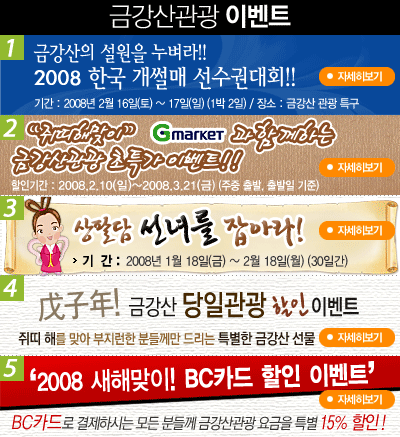 금강산관광 이벤트
1
금강산의 설원을 누벼라!!
2008 한국 개썰매 선수권대회!!
자세히보기
기간 : 2008년 2월 16일(토) ~ 17일(일) (1박 2일) / 장소 : 금강산 관광 특구
2
"쥐띠해맞이" Gmarket 과 함께하는
금강산관광 초특가 이벤트!!
자세히보기
할인기간 : 2008.2.10(일)~2008.3.21(금) (주중 출발, 출발일 기준)
3
상팔담 선녀를 잡아라!
자세히보기
> 기 간 : 2008년 1월 18일(금) ~ 2월 18일(월) (30일간)
4
戊子年! 금강산 당일관광 할인 이벤트
쥐띠 해를 맞아 부지런한 분들께만 드리는 특별한 금강산 선물
자세히보기
5
'2008 새해맞이! BC카드 할인 이벤트'
자세히보기
BC카드로 결제하시는 모든 분들께 금강산관광 요금을 특별 15% 할인!